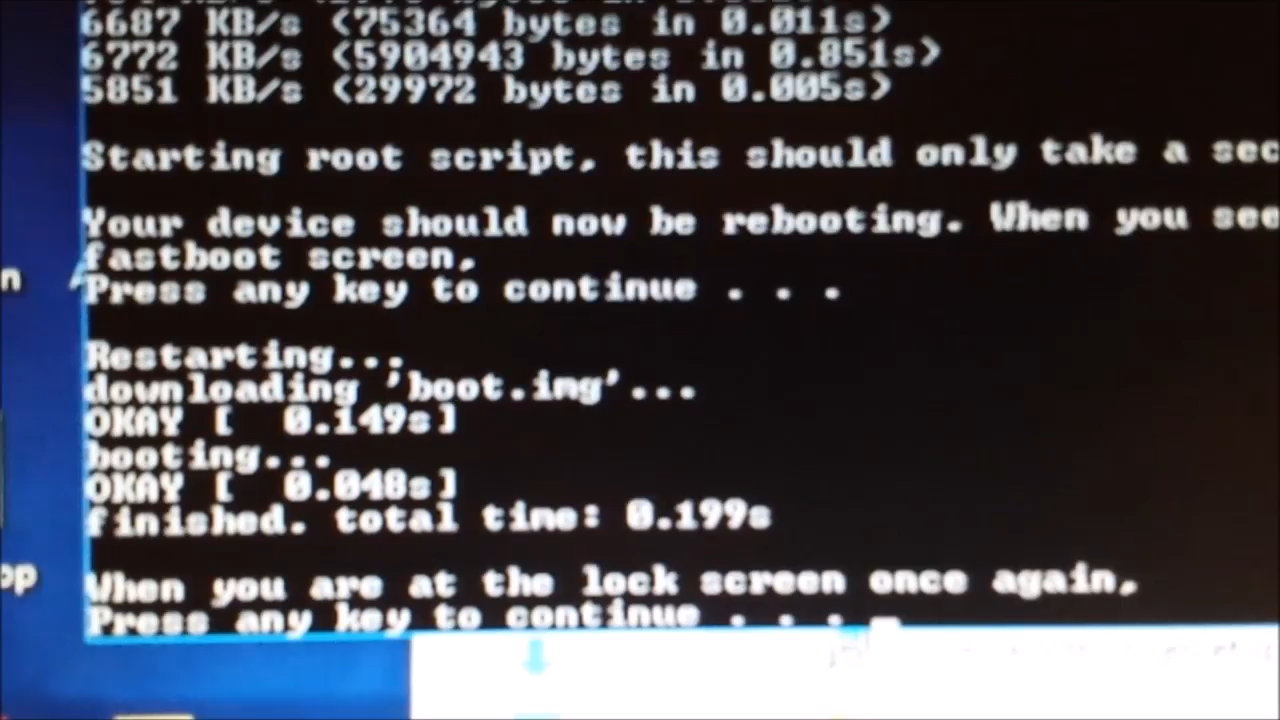 6687 KB/s (75364 bytes in 0.011s)
6772 KB/s (5904943 bytes in 0.851s)
5851 KB/s (29972 bytes in 0.005s)
Starting root script, this should only take a sec
Your device should now be rebooting. When you see
fastboot screen,
Press any key to continue . . .
Restarting...
downloading 'boot.img'...
OKAY [  0.149s]
booting...
OKAY [  0.048s]
finished. total time: 0.199s
When you are at the lock screen once again,
Press any key to continue . . .